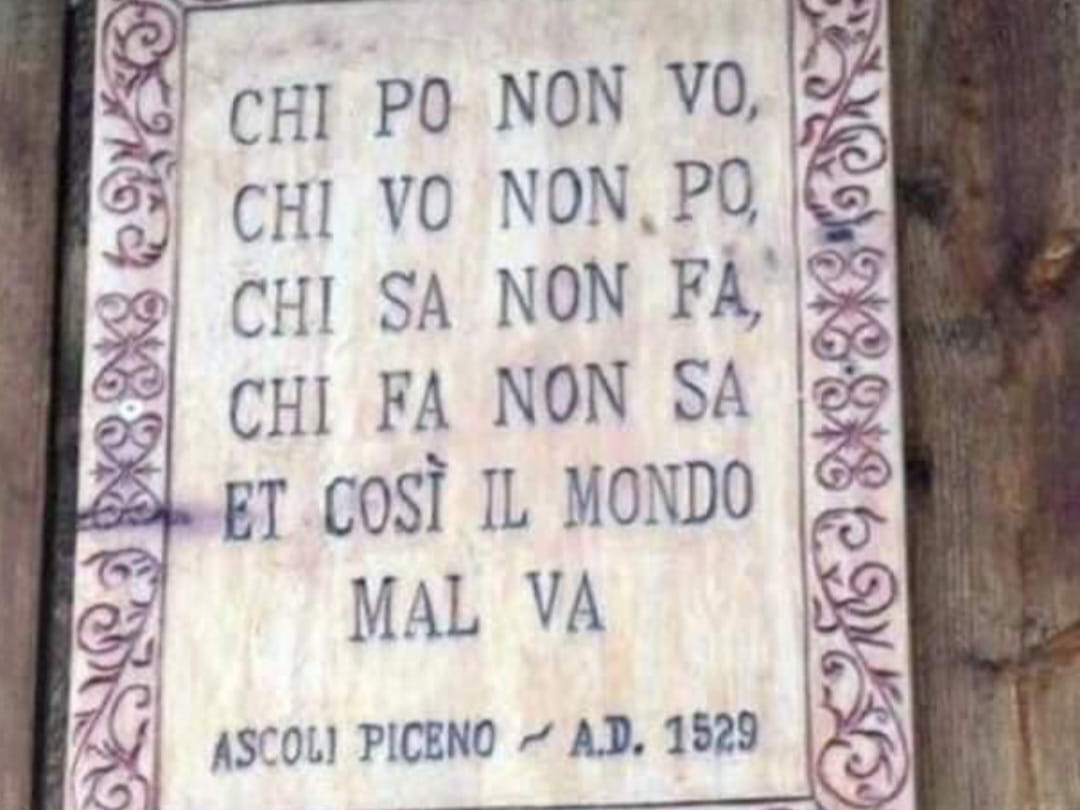 CHI PO NON VO,
CHI VO NON PO,
CHI SA NON FA,
CHI FA NON SA
ET COSÌ IL MONDO
MAL VA
ASCOLI PICENO ~ A.D. 1529